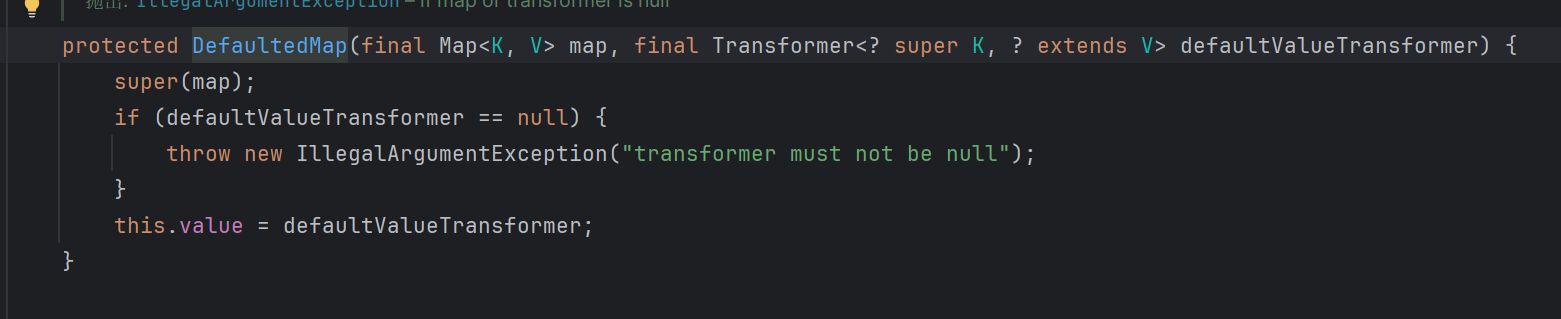 抛出: IllegalArgumentException – if map or transformer is null
protected DefaultedMap(final Map<K, V> map, final Transformer<? super K, ? extends V> defaultValueTransformer) {
super(map);
if (defaultValueTransformer == null) {
throw new IllegalArgumentException("transformer must not be null");
}
this.value = defaultValueTransformer;
}